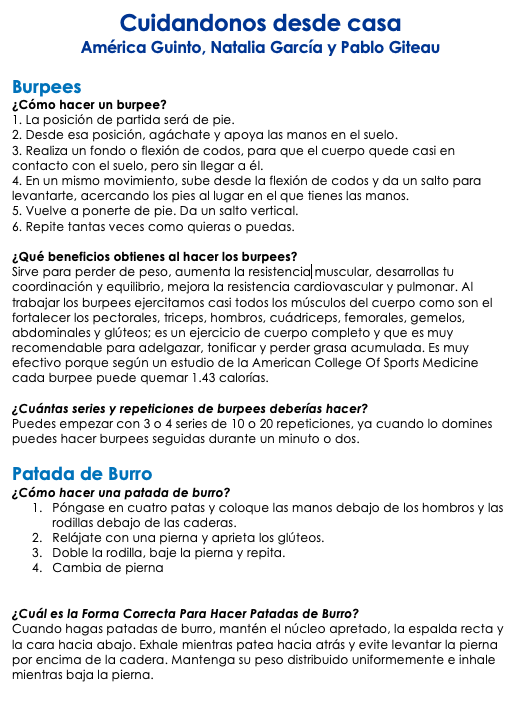 Cuidandonos desde casa
América Guinto, Natalia García y Pablo Giteau
Burpees
¿Cómo hacer un burpee?
1. La posición de partida será de pie.
2. Desde esa posición, agáchate y apoya las manos en el suelo.
3. Realiza un fondo o flexión de codos, para que el cuerpo quede casi en
contacto con el suelo, pero sin llegar a él.
4. En un mismo movimiento, sube desde la flexión de codos y da un salto para
levantarte, acercando los pies al lugar en el que tienes las manos.
5. Vuelve a ponerte de pie. Da un salto vertical.
6. Repite tantas veces como quieras o puedas.
¿Qué beneficios obtienes al hacer los burpees?
Sirve para perder de peso, aumenta la resistencia muscular, desarrollas tu
coordinación y equilibrio, mejora la resistencia cardiovascular y pulmonar. Al
trabajar los burpees ejercitamos casi todos los músculos del cuerpo como son el
fortalecer los pectorales, triceps, hombros, cuádriceps, femorales, gemelos,
abdominales y glúteos; es un ejercicio de cuerpo completo y que es muy
recomendable para adelgazar, tonificar y perder grasa acumulada. Es muy
efectivo porque según un estudio de la American College Of Sports Medicine
cada burpee puede quemar 1.43 calorías.
¿Cuántas series y repeticiones de burpees deberías hacer?
Puedes empezar con 3 o 4 series de 10 o 20 repeticiones, ya cuando lo domines
puedes hacer burpees seguidas durante un minuto o dos.
Patada de Burro
¿Cómo hacer una patada de burro?
1. Póngase en cuatro patas y coloque las manos debajo de los hombros y las
rodillas debajo de las caderas.
2. Relájate con una pierna y aprieta los glúteos.
3. Doble la rodilla, baje la pierna y repita.
4. Cambia de pierna
¿Cuál es la Forma Correcta Para Hacer Patadas de Burro?
Cuando hagas patadas de burro, mantén el núcleo apretado, la espalda recta y
la cara hacia abajo. Exhale mientras patea hacia atrás y evite levantar la pierna
por encima de la cadera. Mantenga su peso distribuido uniformemente e inhale
mientras baja la pierna.